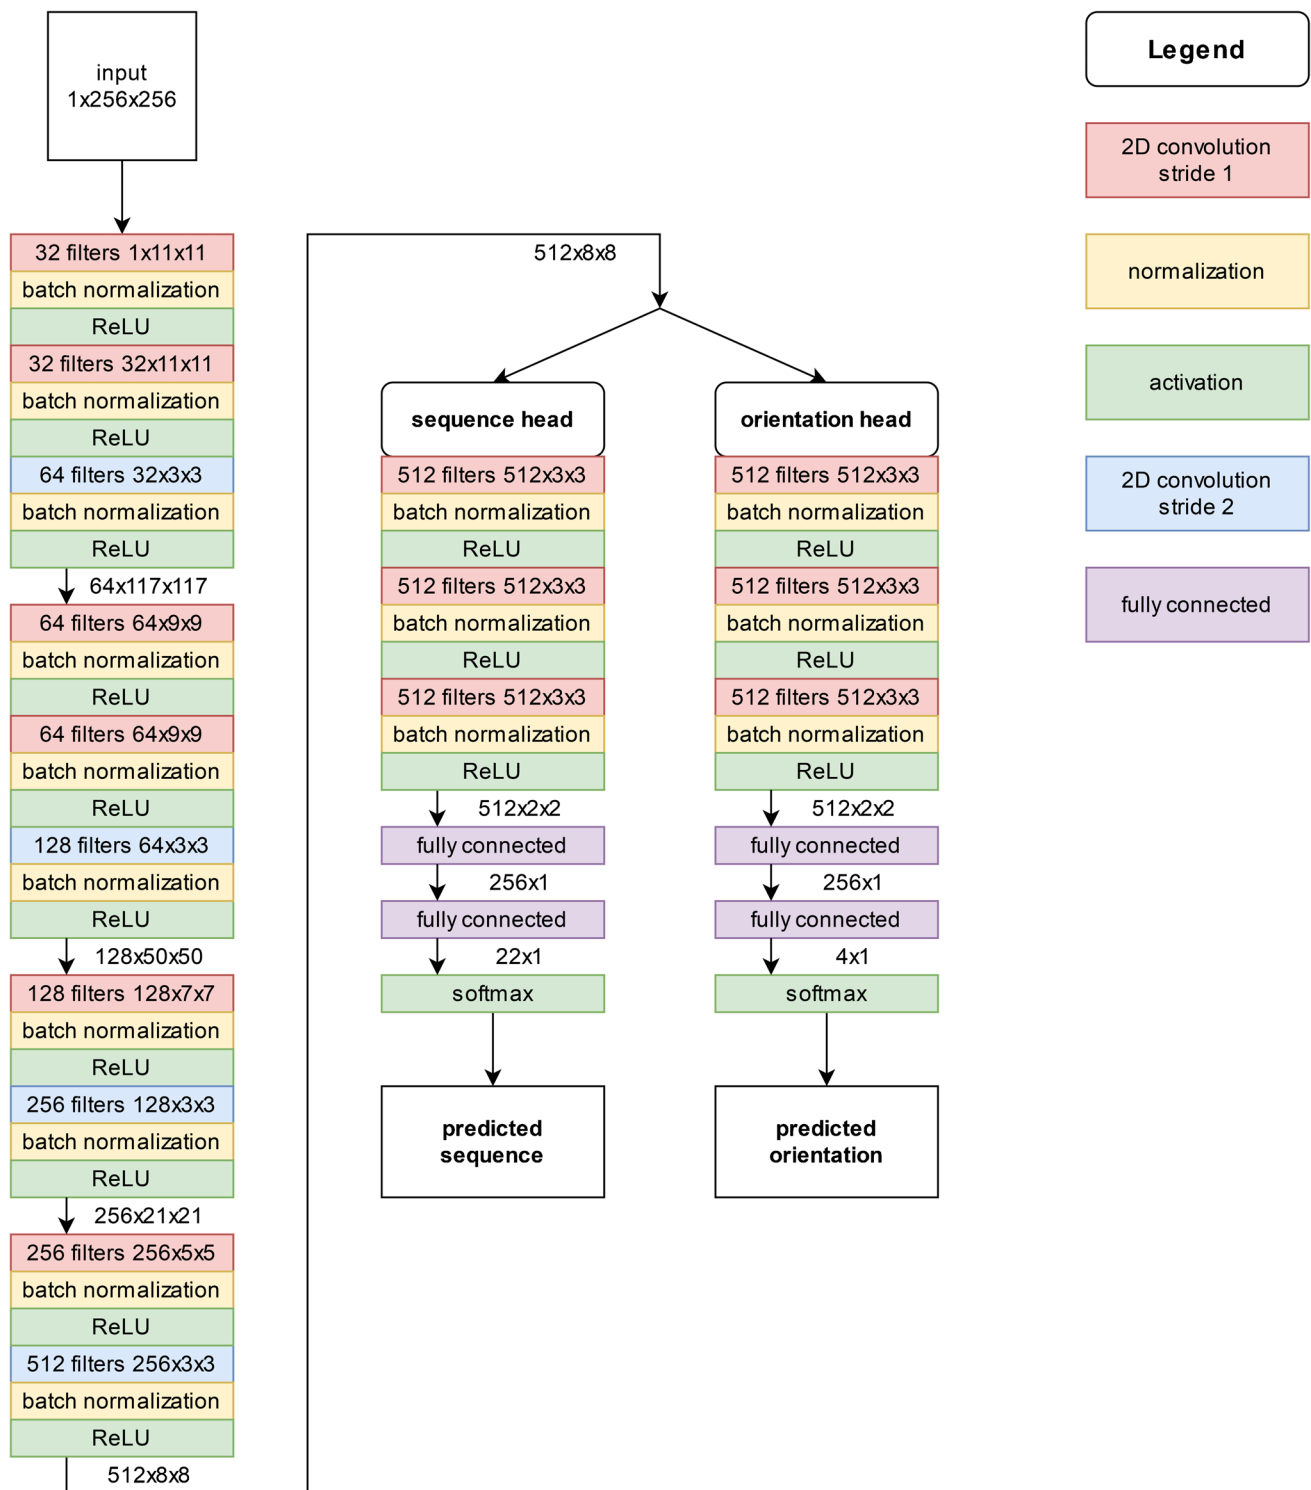 input
1x256x256
32 filters 1x11x11
batch normalization
ReLU
32 filters 32x11x11
batch normalization
ReLU
64 filters 32x3x3
batch normalization
ReLU
64x117x117
64 filters 64x9x9
batch normalization
ReLU
64 filters 64x9x9
batch normalization
ReLU
128 filters 64x3x3
batch normalization
ReLU
128x50x50
128 filters 128x7x7
batch normalization
ReLU
256 filters 128x3x3
batch normalization
ReLU
256x21x21
256 filters 256x5x5
batch normalization
ReLU
512 filters 256x3x3
batch normalization
ReLU
512x8x8
512x8x8
sequence head
512 filters 512x3x3
batch normalization
ReLU
512 filters 512x3x3
batch normalization
ReLU
512 filters 512x3x3
batch normalization
ReLU
512x2x2
fully connected
256x1
fully connected
22x1
softmax
predicted
sequence
orientation head
512 filters 512x3x3
batch normalization
ReLU
512 filters 512x3x3
batch normalization
ReLU
512 filters 512x3x3
batch normalization
ReLU
512x2x2
fully connected
256x1
fully connected
4x1
softmax
predicted
orientation
Legend
2D convolution
stride 1
normalization
activation
2D convolution
stride 2
fully connected